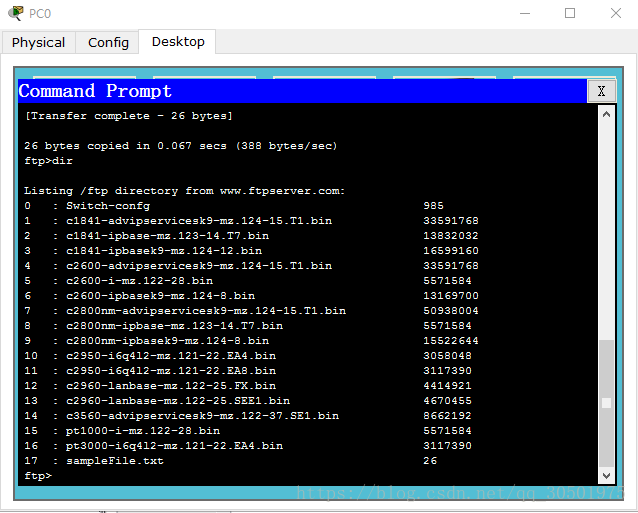 PC0
Physical Config Desktop
Command Prompt X
[Transfer complete - 26 bytes]
26 bytes copied in 0.067 secs (388 bytes/sec)
ftp>dir
Listing /ftp directory from www.ftpserver.com:
0 : Switch-confg 985
1 : c1841-advipservicesk9-mz.124-15.T1.bin 33591768
2 : c1841-ipbase-mz.123-14.T7.bin 13832032
3 : c1841-ipbasek9-mz.124-12.bin 16599160
4 : c2600-advipservicesk9-mz.124-15.T1.bin 33591768
5 : c2600-i-mz.122-28.bin 5571584
6 : c2600-ipbasek9-mz.124-8.bin 13169700
7 : c2800nm-advipservicesk9-mz.124-15.T1.bin 50938004
8 : c2800nm-ipbase-mz.123-14.T7.bin 5571584
9 : c2800nm-ipbasek9-mz.124-8.bin 15522644
10 : c2950-i6q4l2-mz.121-22.EA4.bin 3058048
11 : c2950-i6q4l2-mz.121-22.EA8.bin 3117390
12 : c2960-lanbase-mz.122-25.FX.bin 4414921
13 : c2960-lanbase-mz.122-25.SEE1.bin 4670455
14 : c3560-advipservicesk9-mz.122-37.SE1.bin 8662192
15 : pt1000-i-mz.122-28.bin 5571584
16 : pt3000-i6q4l2-mz.121-22.EA4.bin 3117390
17 : sampleFile.txt 26
ftp>
https://blog.csdn.net/qq_30501975